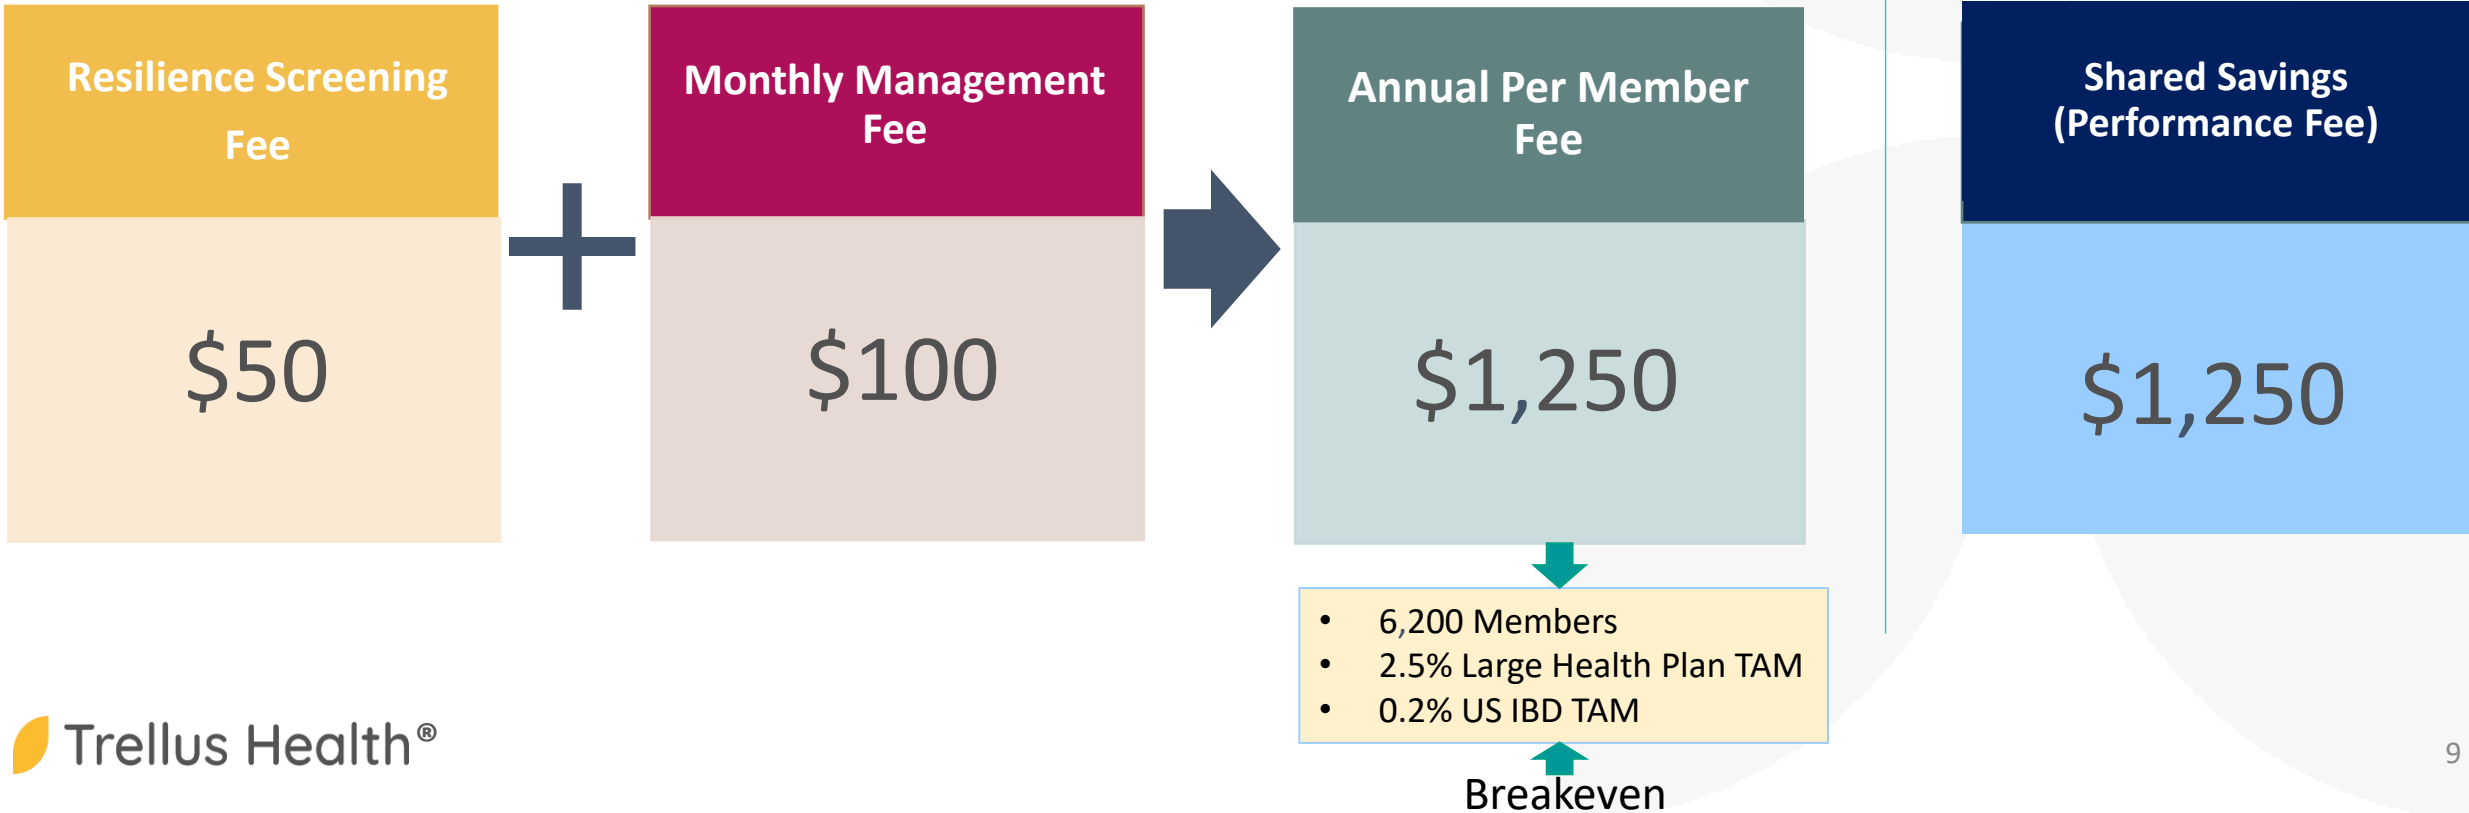 Resilience Screening
Fee
$50
Monthly Management
Fee
$100
Annual Per Member
Fee
$1,250
Shared Savings
(Performance Fee)
$1,250
• 6,200 Members
• 2.5% Large Health Plan TAM
• 0.2% US IBD TAM
Breakeven
Trellus Health®
9